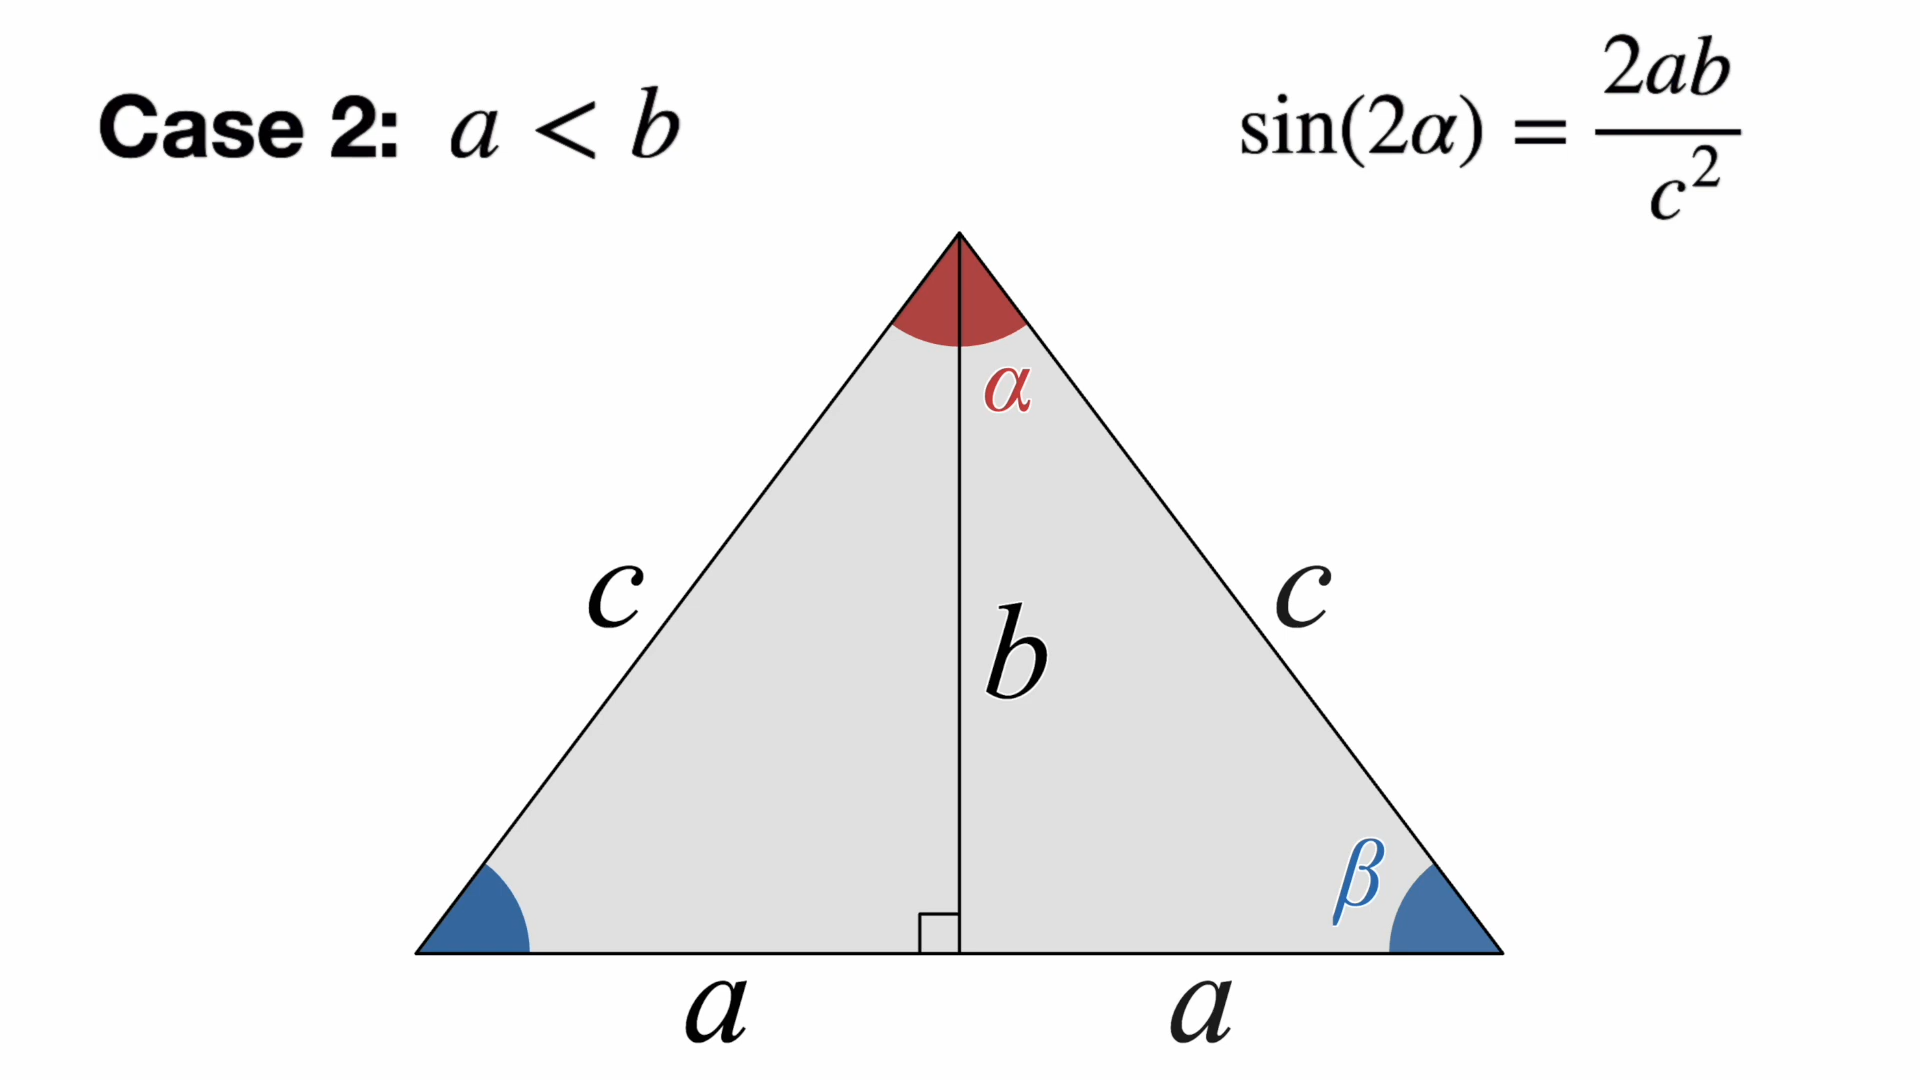 Case 2: a < b
sin(2α) = 2ab / c²
α
c
c
b
β
a
a